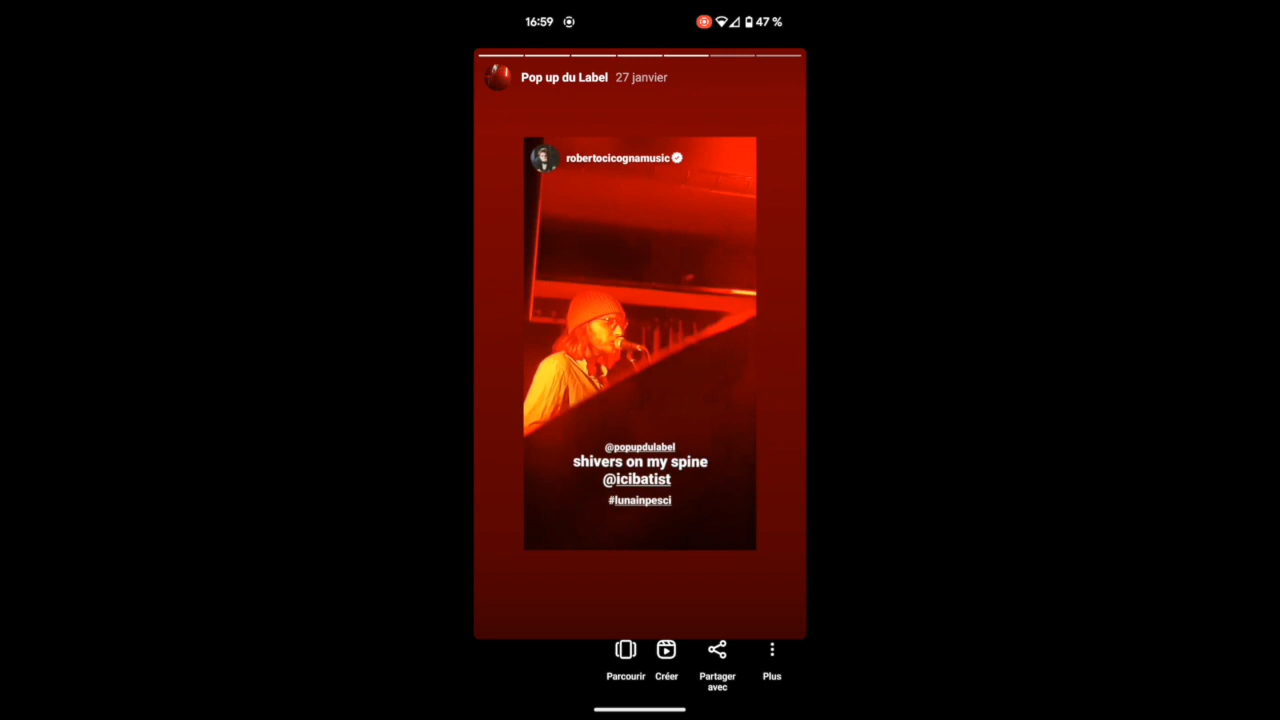 16:59
47 %
Pop up du Label 27 janvier
robertocicognamusic
@popupdulabel
shivers on my spine
@icibatist
#lunainpesci
Parcourir
Créer
Partager
avec
Plus